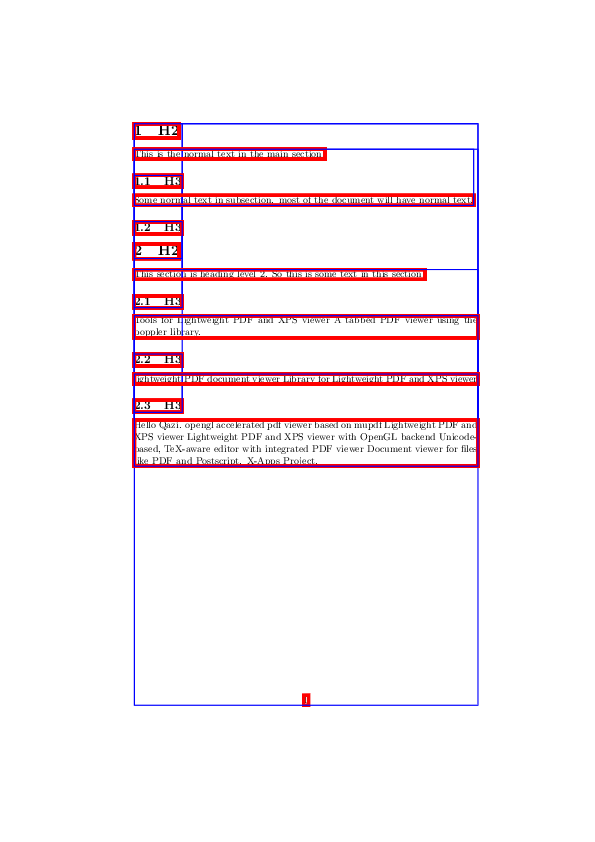 1 H2
This is the normal text in the main section.
1.1 H3
Some normal text in subsection. most of the document will have normal text.
1.2 H3
2 H2
This section is heading level 2. So this is some text in this section.
2.1 H3
Tools for Lightweight PDF and XPS viewer A tabbed PDF viewer using the
poppler library.
2.2 H3
Lightweight PDF document viewer Library for Lightweight PDF and XPS viewer
2.3 H3
Hello Qazi. opengl accelerated pdf viewer based on mupdf Lightweight PDF and
XPS viewer Lightweight PDF and XPS viewer with OpenGL backend Unicode-
based, TeX-aware editor with integrated PDF viewer Document viewer for files
like PDF and Postscript. X-Apps Project.
1